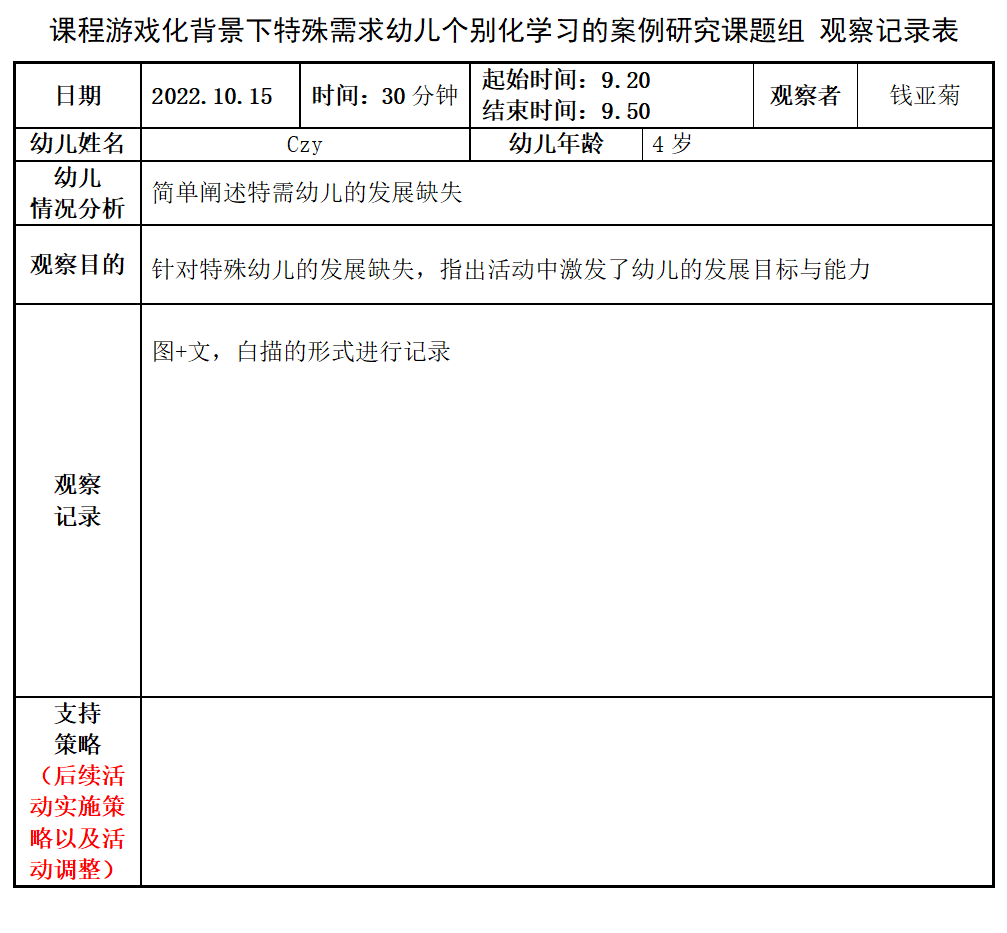 课程游戏化背景下特殊需求幼儿个别化学习的案例研究课题组 观察记录表
日期
2022.10.15
时间：30 分钟
起始时间：9.20
结束时间：9.50
观察者
钱亚菊
幼儿姓名
Czy
幼儿年龄
4 岁
幼儿
情况分析
简单阐述特需幼儿的发展缺失
观察目的
针对特殊幼儿的发展缺失，指出活动中激发了幼儿的发展目标与能力
观察
记录
图+文，白描的形式进行记录
支持
策略
（后续活
动实施策
略以及活
动调整）